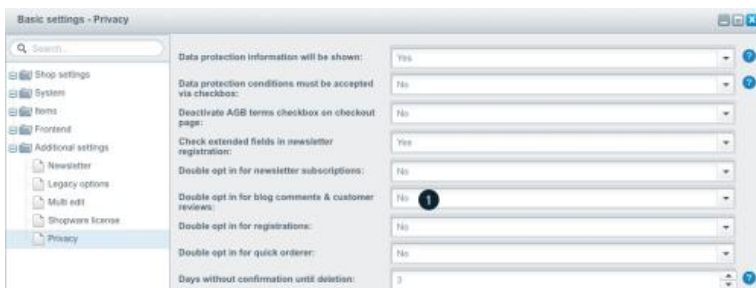 Basic settings - Privacy
Search...
Shop settings
System
Items
Frontend
Additional settings
Newsletter
Legacy options
Multi edit
Shopware license
Privacy
Data protection information will be shown:
Yes
?
Data protection conditions must be accepted
via checkbox:
No
?
Deactivate AGB terms checkbox on checkout
page:
No
Check extended fields in newsletter
registration:
Yes
Double opt in for newsletter subscriptions:
No
Double opt in for blog comments & customer
reviews:
No
1
Double opt in for registrations:
No
Double opt in for quick orderer:
No
Days without confirmation until deletion:
3
?